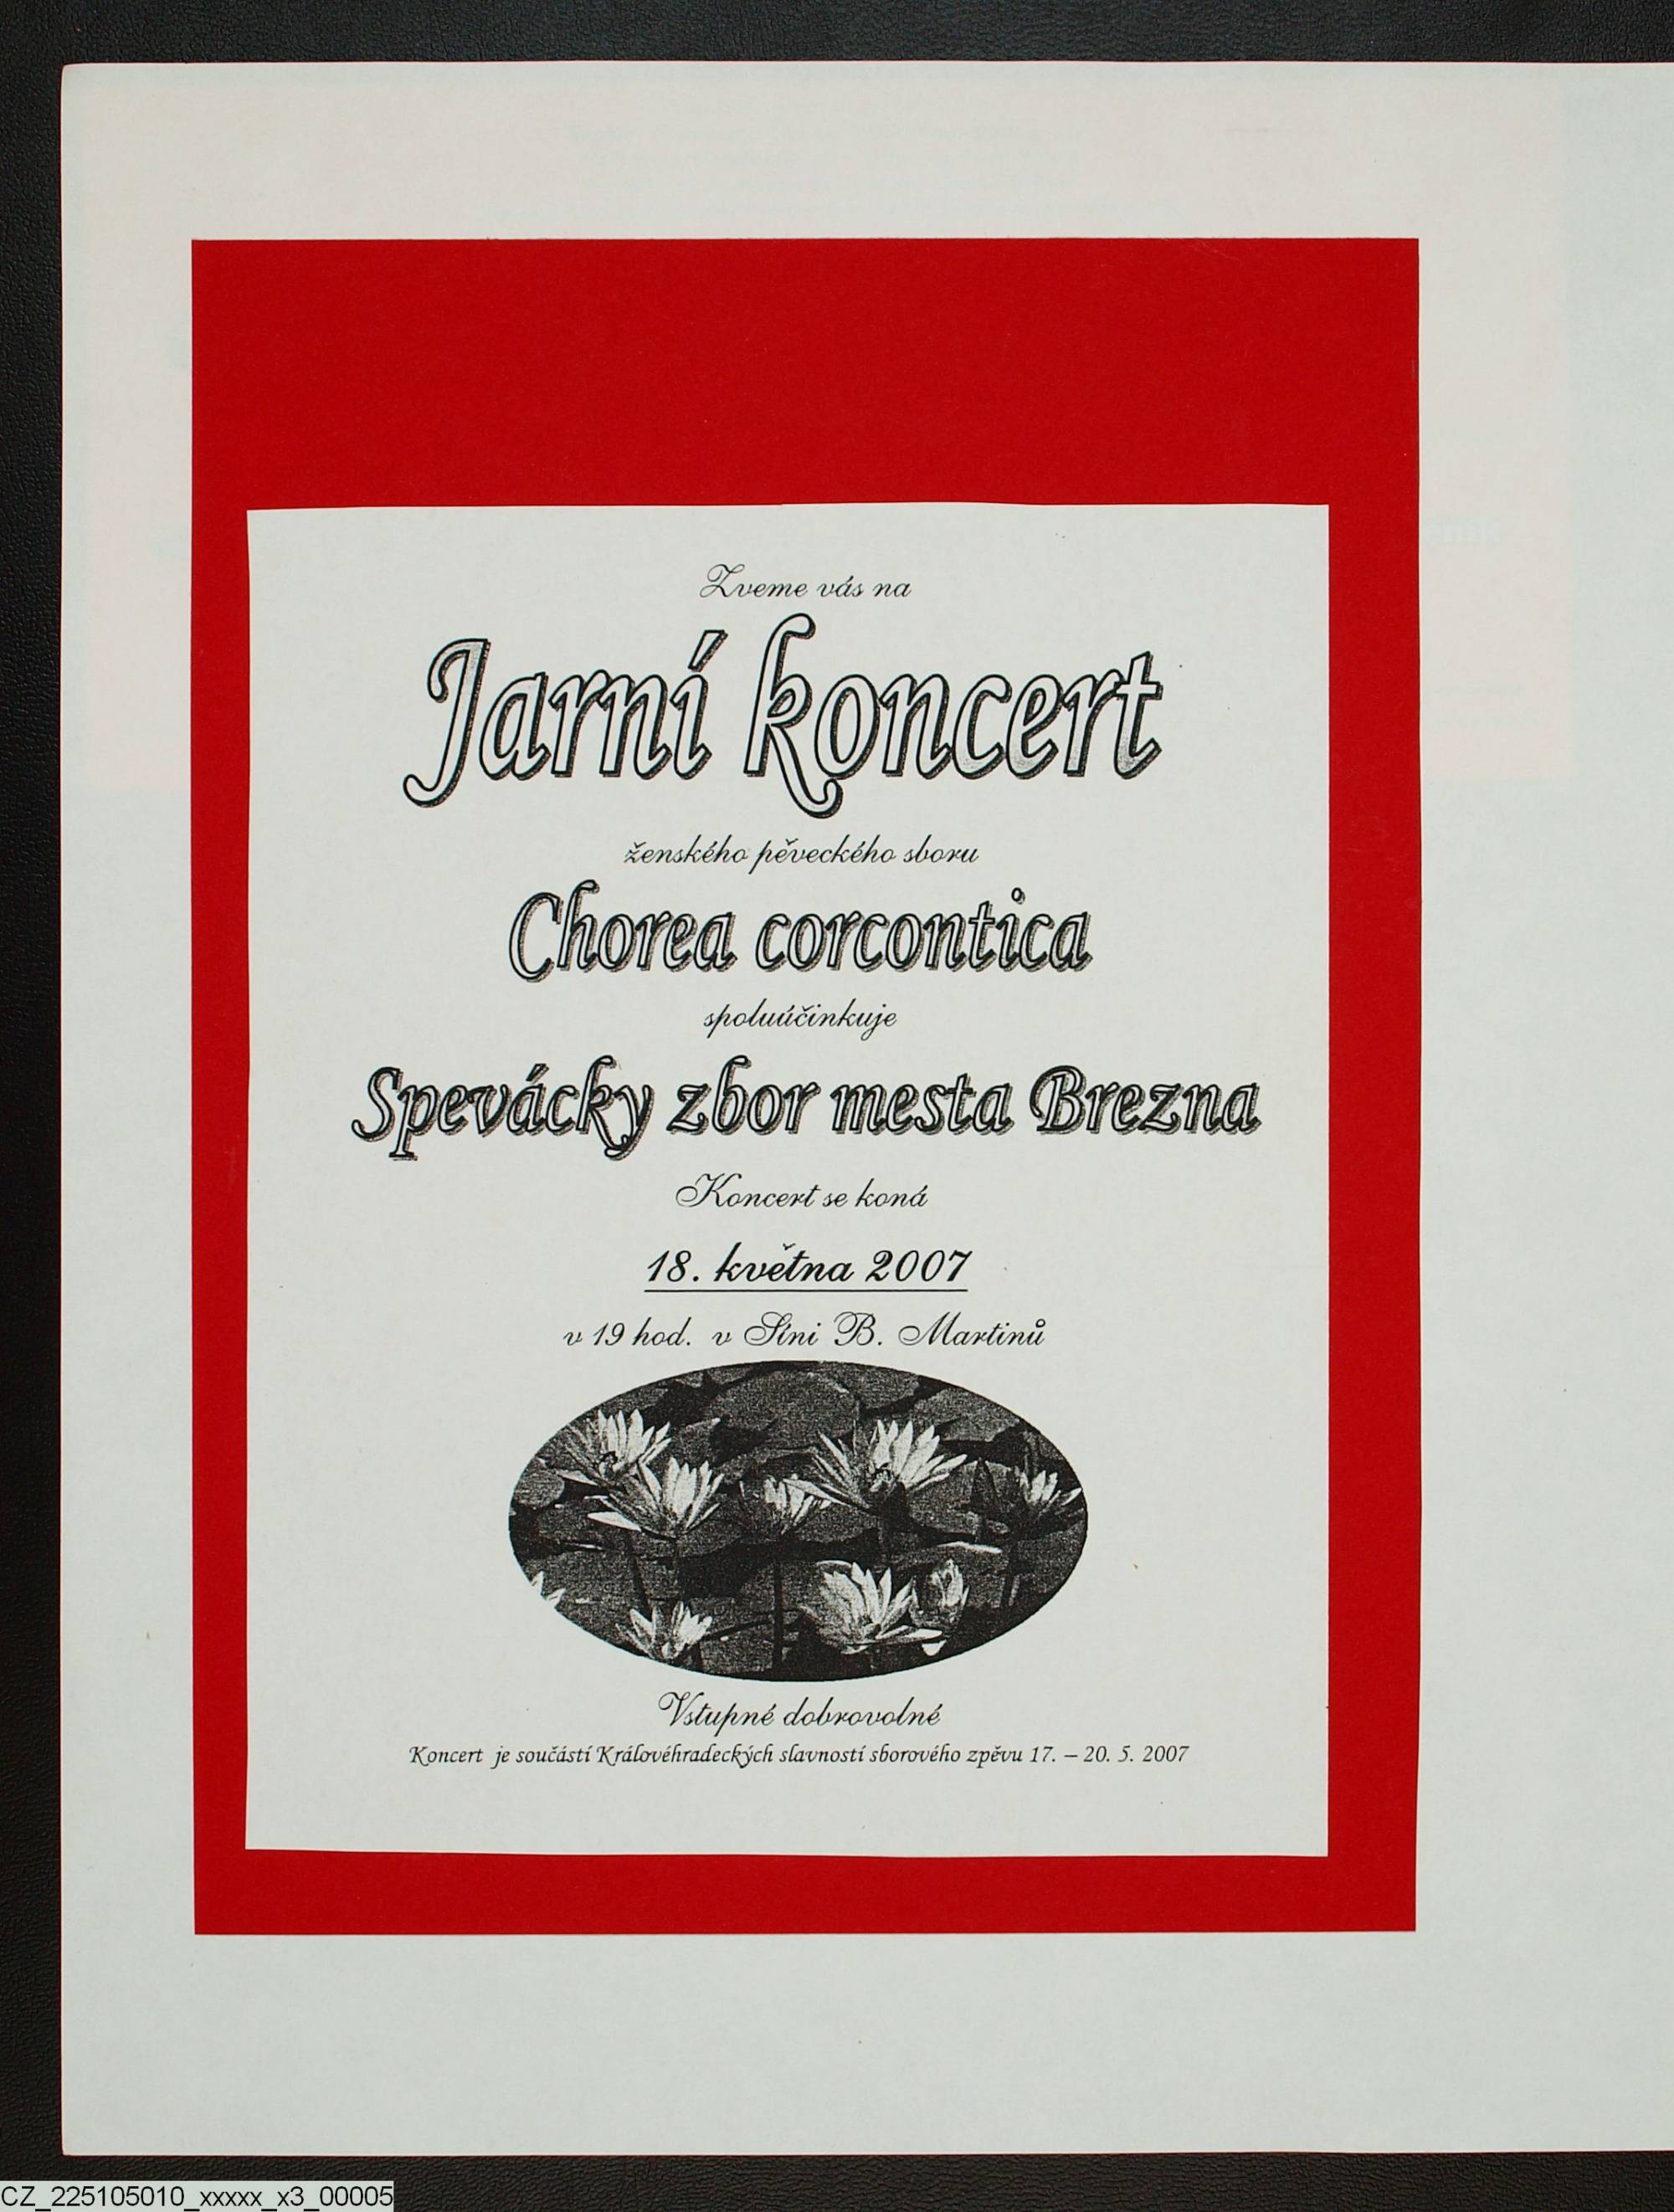 Zveme vás na
Jarní koncert
ženského pěveckého sboru
Chorea corcontica
spoluúčinkuje
Spevácky zbor mesta Brezna
Koncert se koná
18. května 2007
v 19 hod. v Síni B. Martinů
Vstupné dobrovolné
Koncert je součástí Královéhradeckých slavností sborového zpěvu 17. – 20. 5. 2007
CZ_225105010_xxxxx_x3_00005